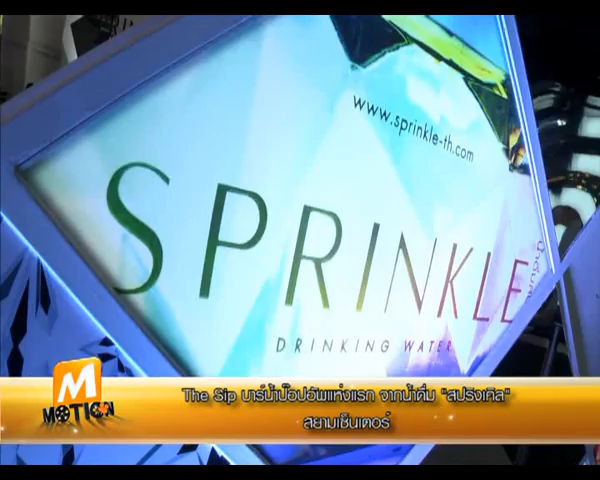 www.sprinkle-th.com
SPRINKLE
DRINKING WATER
M
MOTION
The Sip บาร์น้ำป๊อปอัพแห่งแรก จากน้ำดื่ม "สปริงเคิล"
สยามเซ็นเตอร์